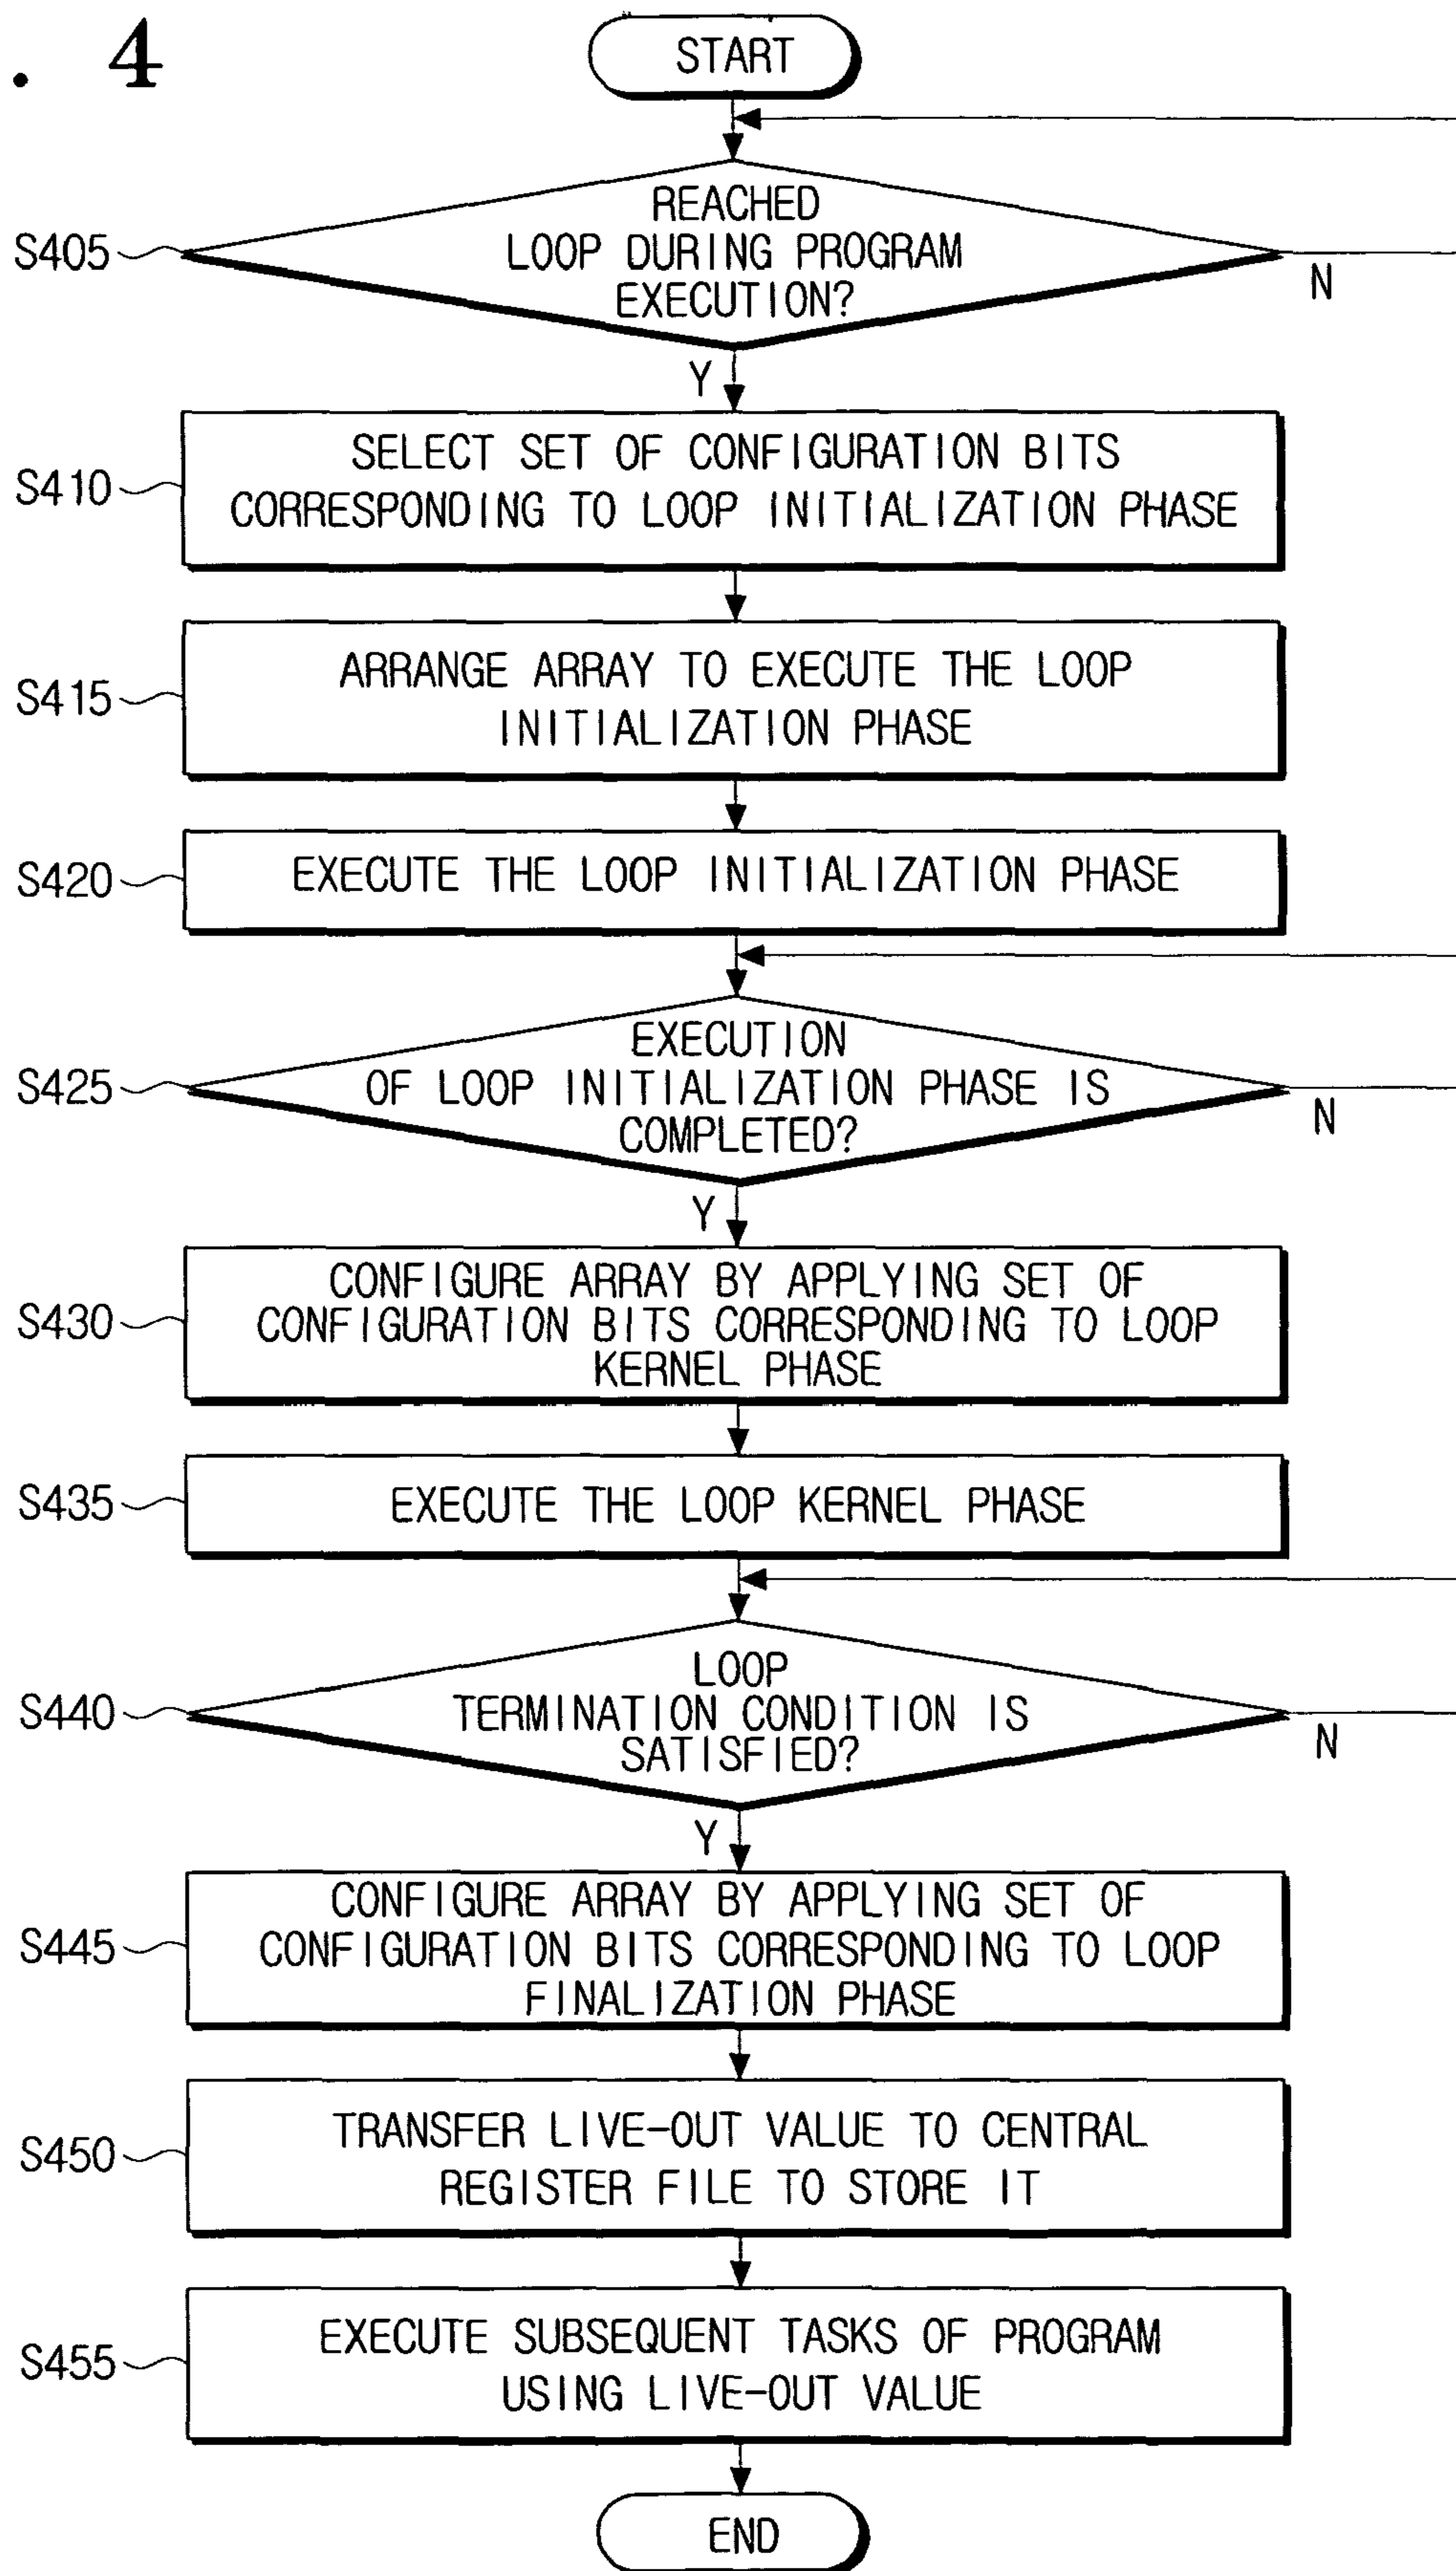 . 4
START
S405
REACHED
LOOP DURING PROGRAM
EXECUTION?
N
Y
S410
SELECT SET OF CONFIGURATION BITS
CORRESPONDING TO LOOP INITIALIZATION PHASE
S415
ARRANGE ARRAY TO EXECUTE THE LOOP
INITIALIZATION PHASE
S420
EXECUTE THE LOOP INITIALIZATION PHASE
S425
EXECUTION
OF LOOP INITIALIZATION PHASE IS
COMPLETED?
N
Y
S430
CONFIGURE ARRAY BY APPLYING SET OF
CONFIGURATION BITS CORRESPONDING TO LOOP
KERNEL PHASE
S435
EXECUTE THE LOOP KERNEL PHASE
S440
LOOP
TERMINATION CONDITION IS
SATISFIED?
N
Y
S445
CONFIGURE ARRAY BY APPLYING SET OF
CONFIGURATION BITS CORRESPONDING TO LOOP
FINALIZATION PHASE
S450
TRANSFER LIVE-OUT VALUE TO CENTRAL
REGISTER FILE TO STORE IT
S455
EXECUTE SUBSEQUENT TASKS OF PROGRAM
USING LIVE-OUT VALUE
END